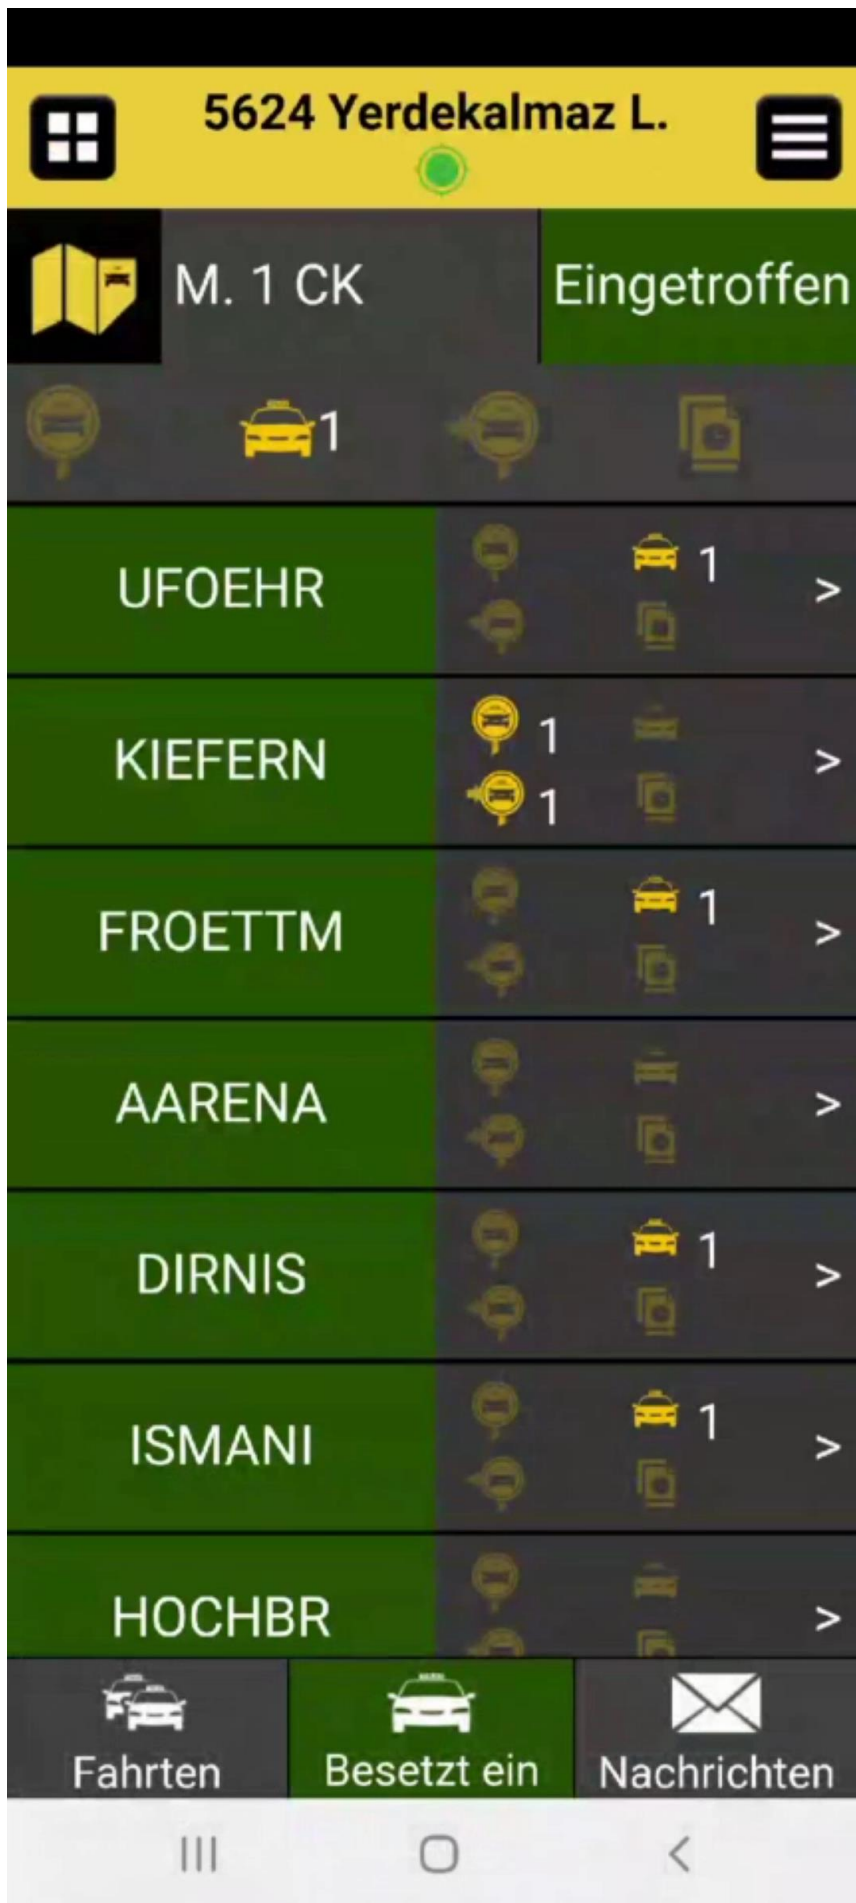 5624 Yerdekalmaz L.
M. 1 CK
Eingetroffen
1
UFOEHR
1
>
KIEFERN
1
1
>
FROETTM
1
>
AARENA
>
DIRNIS
1
>
ISMANI
1
>
HOCHBR
>
Fahrten
Besetzt ein
Nachrichten